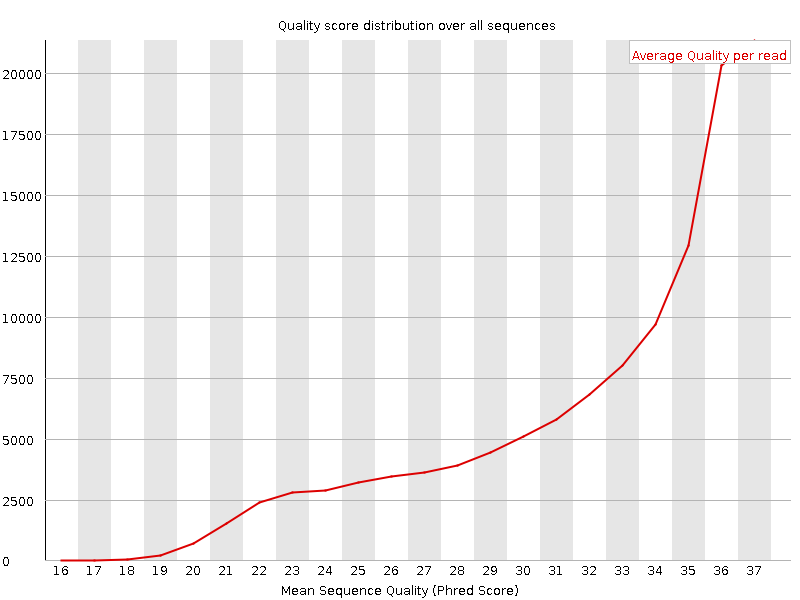 Quality score distribution over all sequences
Average Quality per read
20000
17500
15000
12500
10000
7500
5000
2500
0
16 17 18 19 20 21 22 23 24 25 26 27 28 29 30 31 32 33 34 35 36 37
Mean Sequence Quality (Phred Score)